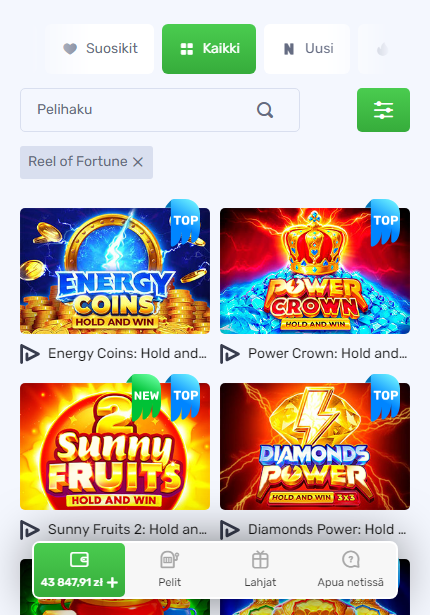 Suosikit
Kaikki
N Uusi
Pelihaku
Reel of Fortune
TOP
ENERGY
COINS
HOLD AND WIN
TOP
POWER
CROWN
HOLD AND WIN
Energy Coins: Hold and...
Power Crown: Hold and...
NEW
TOP
2
Sunny
FRUITS
HOLD AND WIN
TOP
DIAMONDS
POWER
HOLD AND WIN 3X3
Sunny Fruits 2: Hold an...
Diamonds Power: Hold ...
43 847,91 zł +
Pelit
Lahjat
Apua netissä